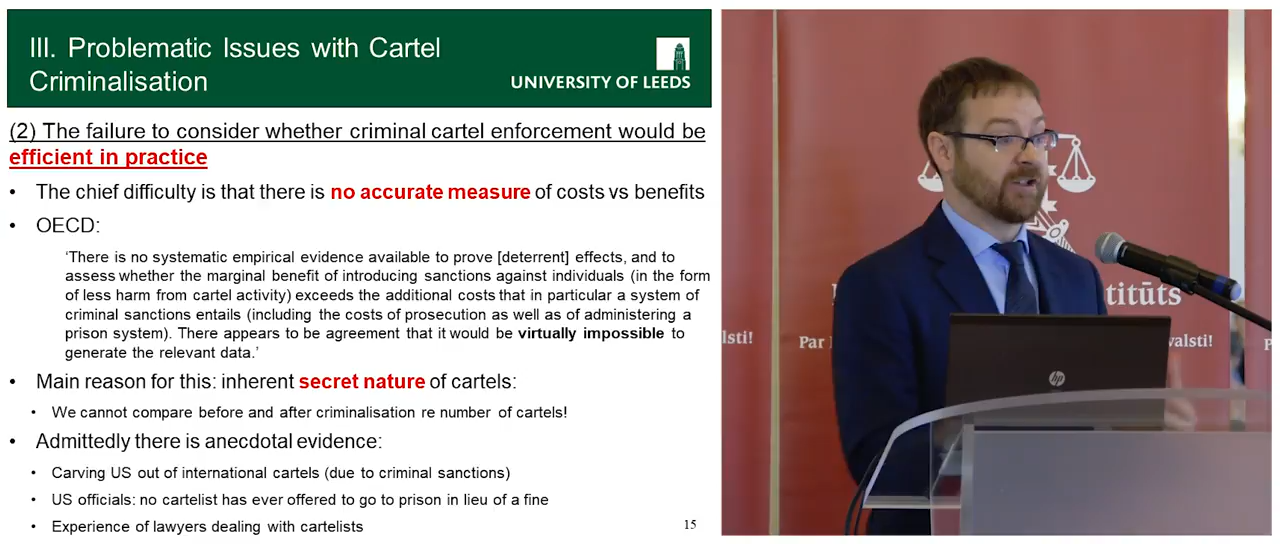 III. Problematic Issues with Cartel
Criminalisation
UNIVERSITY OF LEEDS
(2) The failure to consider whether criminal cartel enforcement would be
efficient in practice
• The chief difficulty is that there is no accurate measure of costs vs benefits
• OECD:
‘There is no systematic empirical evidence available to prove [deterrent] effects, and to
assess whether the marginal benefit of introducing sanctions against individuals (in the form
of less harm from cartel activity) exceeds the additional costs that in particular a system of
criminal sanctions entails (including the costs of prosecution as well as of administering a
prison system). There appears to be agreement that it would be virtually impossible to
generate the relevant data.’
• Main reason for this: inherent secret nature of cartels:
• We cannot compare before and after criminalisation re number of cartels!
• Admittedly there is anecdotal evidence:
• Carving US out of international cartels (due to criminal sanctions)
• US officials: no cartelist has ever offered to go to prison in lieu of a fine
• Experience of lawyers dealing with cartelists
15
titūts
lsti!
Par
valsti!
hp